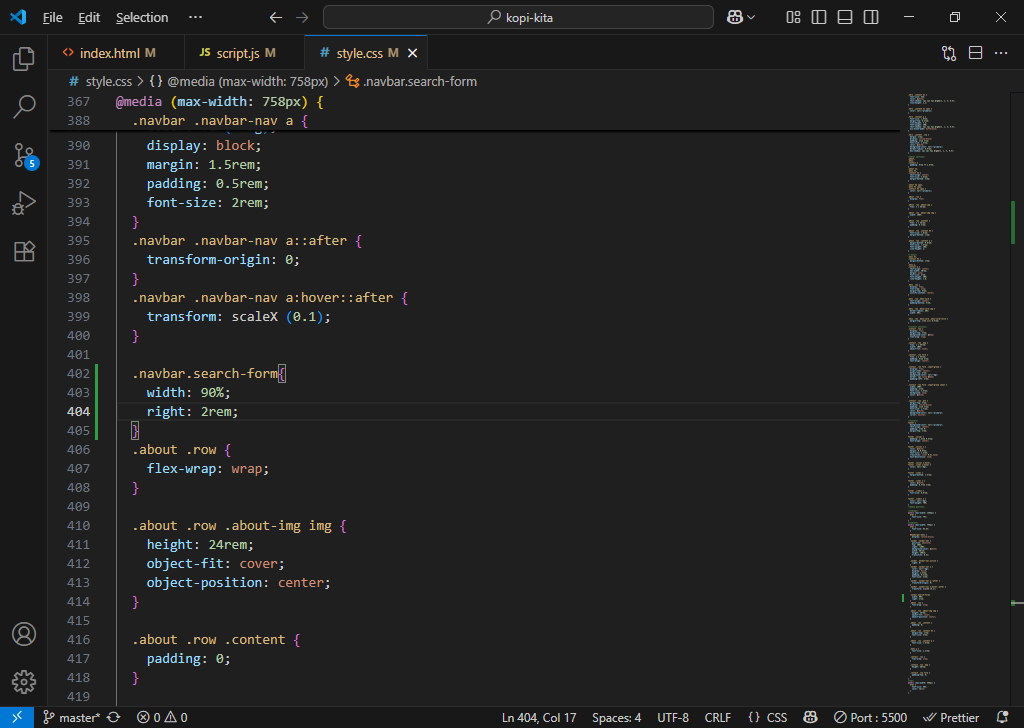 File Edit Selection ··· kopi-kita
index.html M script.js M style.css M
style.css > {} @media (max-width: 758px) > .navbar.search-form
367 @media (max-width: 758px) {
388 .navbar .navbar-nav a {
390 display: block;
391 margin: 1.5rem;
392 padding: 0.5rem;
393 font-size: 2rem;
394 }
395 .navbar .navbar-nav a::after {
396 transform-origin: 0;
397 }
398 .navbar .navbar-nav a:hover::after {
399 transform: scaleX (0.1);
400 }
401
402 .navbar.search-form{
403 width: 90%;
404 right: 2rem;
405 }
406 .about .row {
407 flex-wrap: wrap;
408 }
409
410 .about .row .about-img img {
411 height: 24rem;
412 object-fit: cover;
413 object-position: center;
414 }
415
416 .about .row .content {
417 padding: 0;
418 }
419
5
master* 0 0 Ln 404, Col 17 Spaces: 4 UTF-8 CRLF {} CSS Port : 5500 Prettier